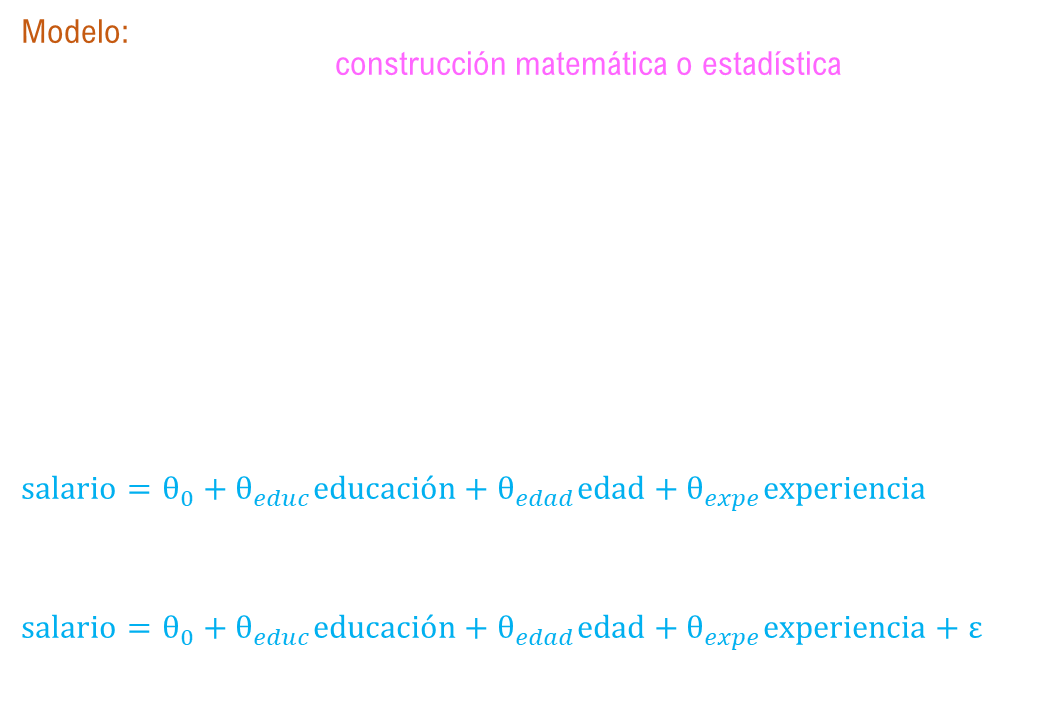 Modelo:
construcción matemática o estadística
salario = θ₀ + θ_educ educación + θ_edad edad + θ_expe experiencia
salario = θ₀ + θ_educ educación + θ_edad edad + θ_expe experiencia + ε